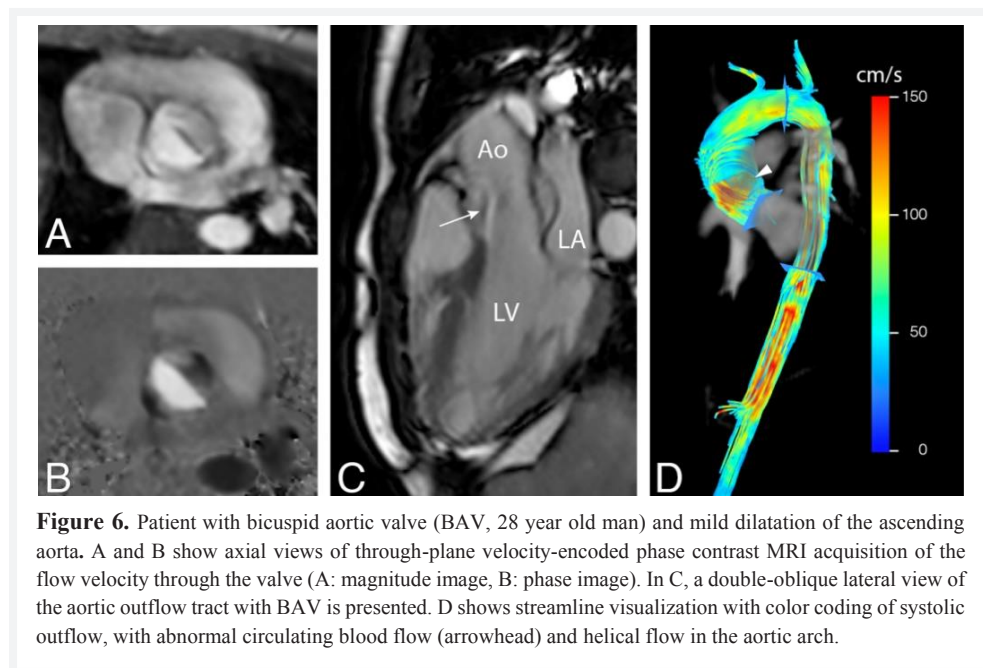 A
B
Ao
LA
LV
C
cm/s
150
100
50
0
D
Figure 6. Patient with bicuspid aortic valve (BAV, 28 year old man) and mild dilatation of the ascending
aorta. A and B show axial views of through-plane velocity-encoded phase contrast MRI acquisition of the
flow velocity through the valve (A: magnitude image, B: phase image). In C, a double-oblique lateral view of
the aortic outflow tract with BAV is presented. D shows streamline visualization with color coding of systolic
outflow, with abnormal circulating blood flow (arrowhead) and helical flow in the aortic arch.